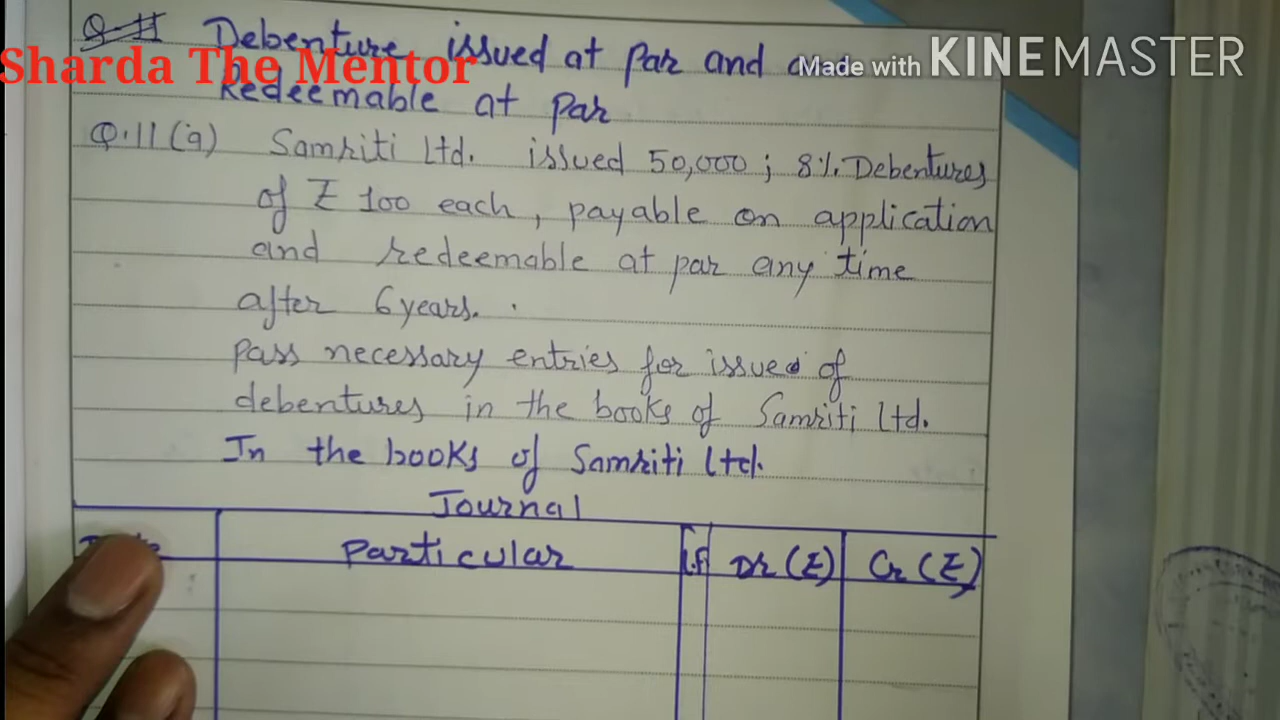 Q-11 Debenture issued at Par and
Redeemable at Par
Sharda The Mentor
Made with KINEMASTER
Q.11(a) Samriti Ltd. issued 50,000 ; 8% Debentures
of ₹ 100 each, payable on application
and redeemable at par any time
after 6 years.
Pass necessary entries for issued of
debentures in the books of Samriti Ltd.
In the books of Samriti Ltd.
Journal
Particular L.f Dr (₹) Cr (₹)